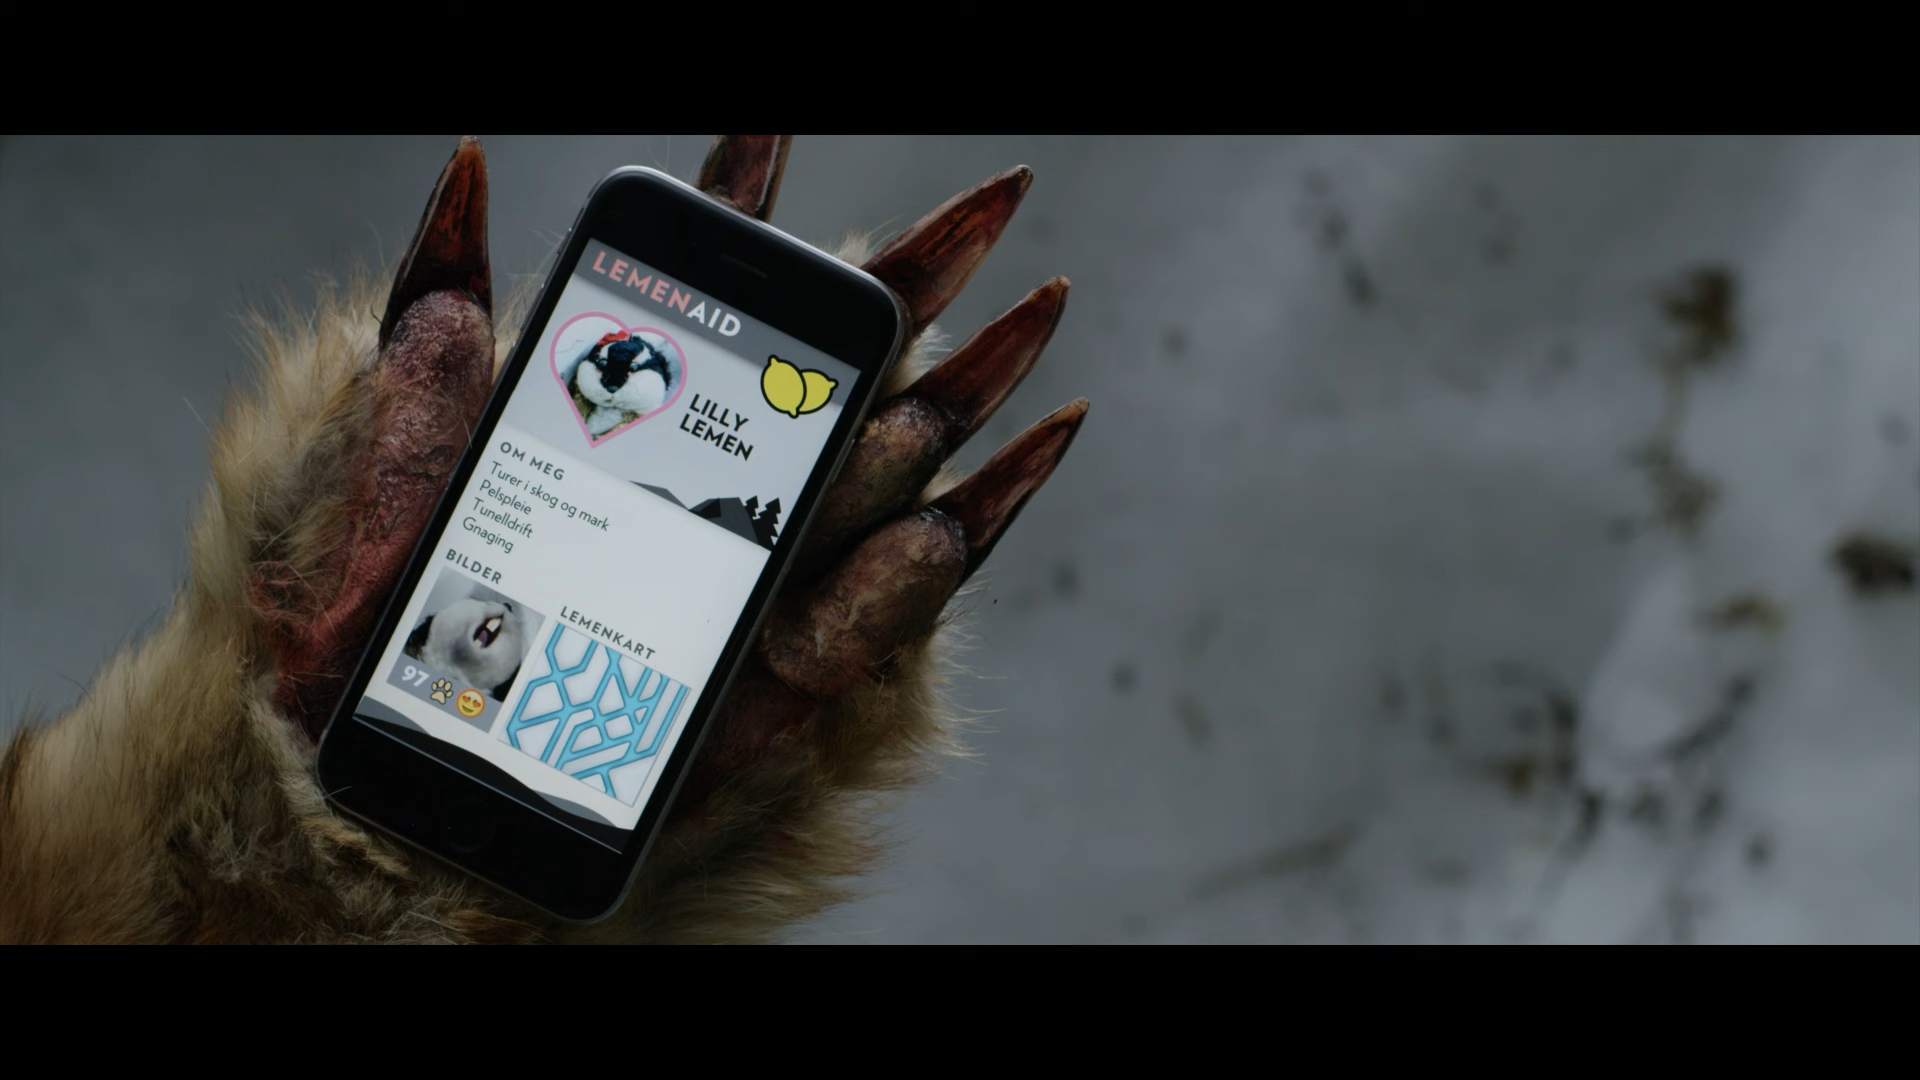 LEMENAID
LILLY
LEMEN
OM MEG
Turer i skog og mark
Pelspleie
Tunelldrift
Gnaging
BILDER
LEMENKART
97